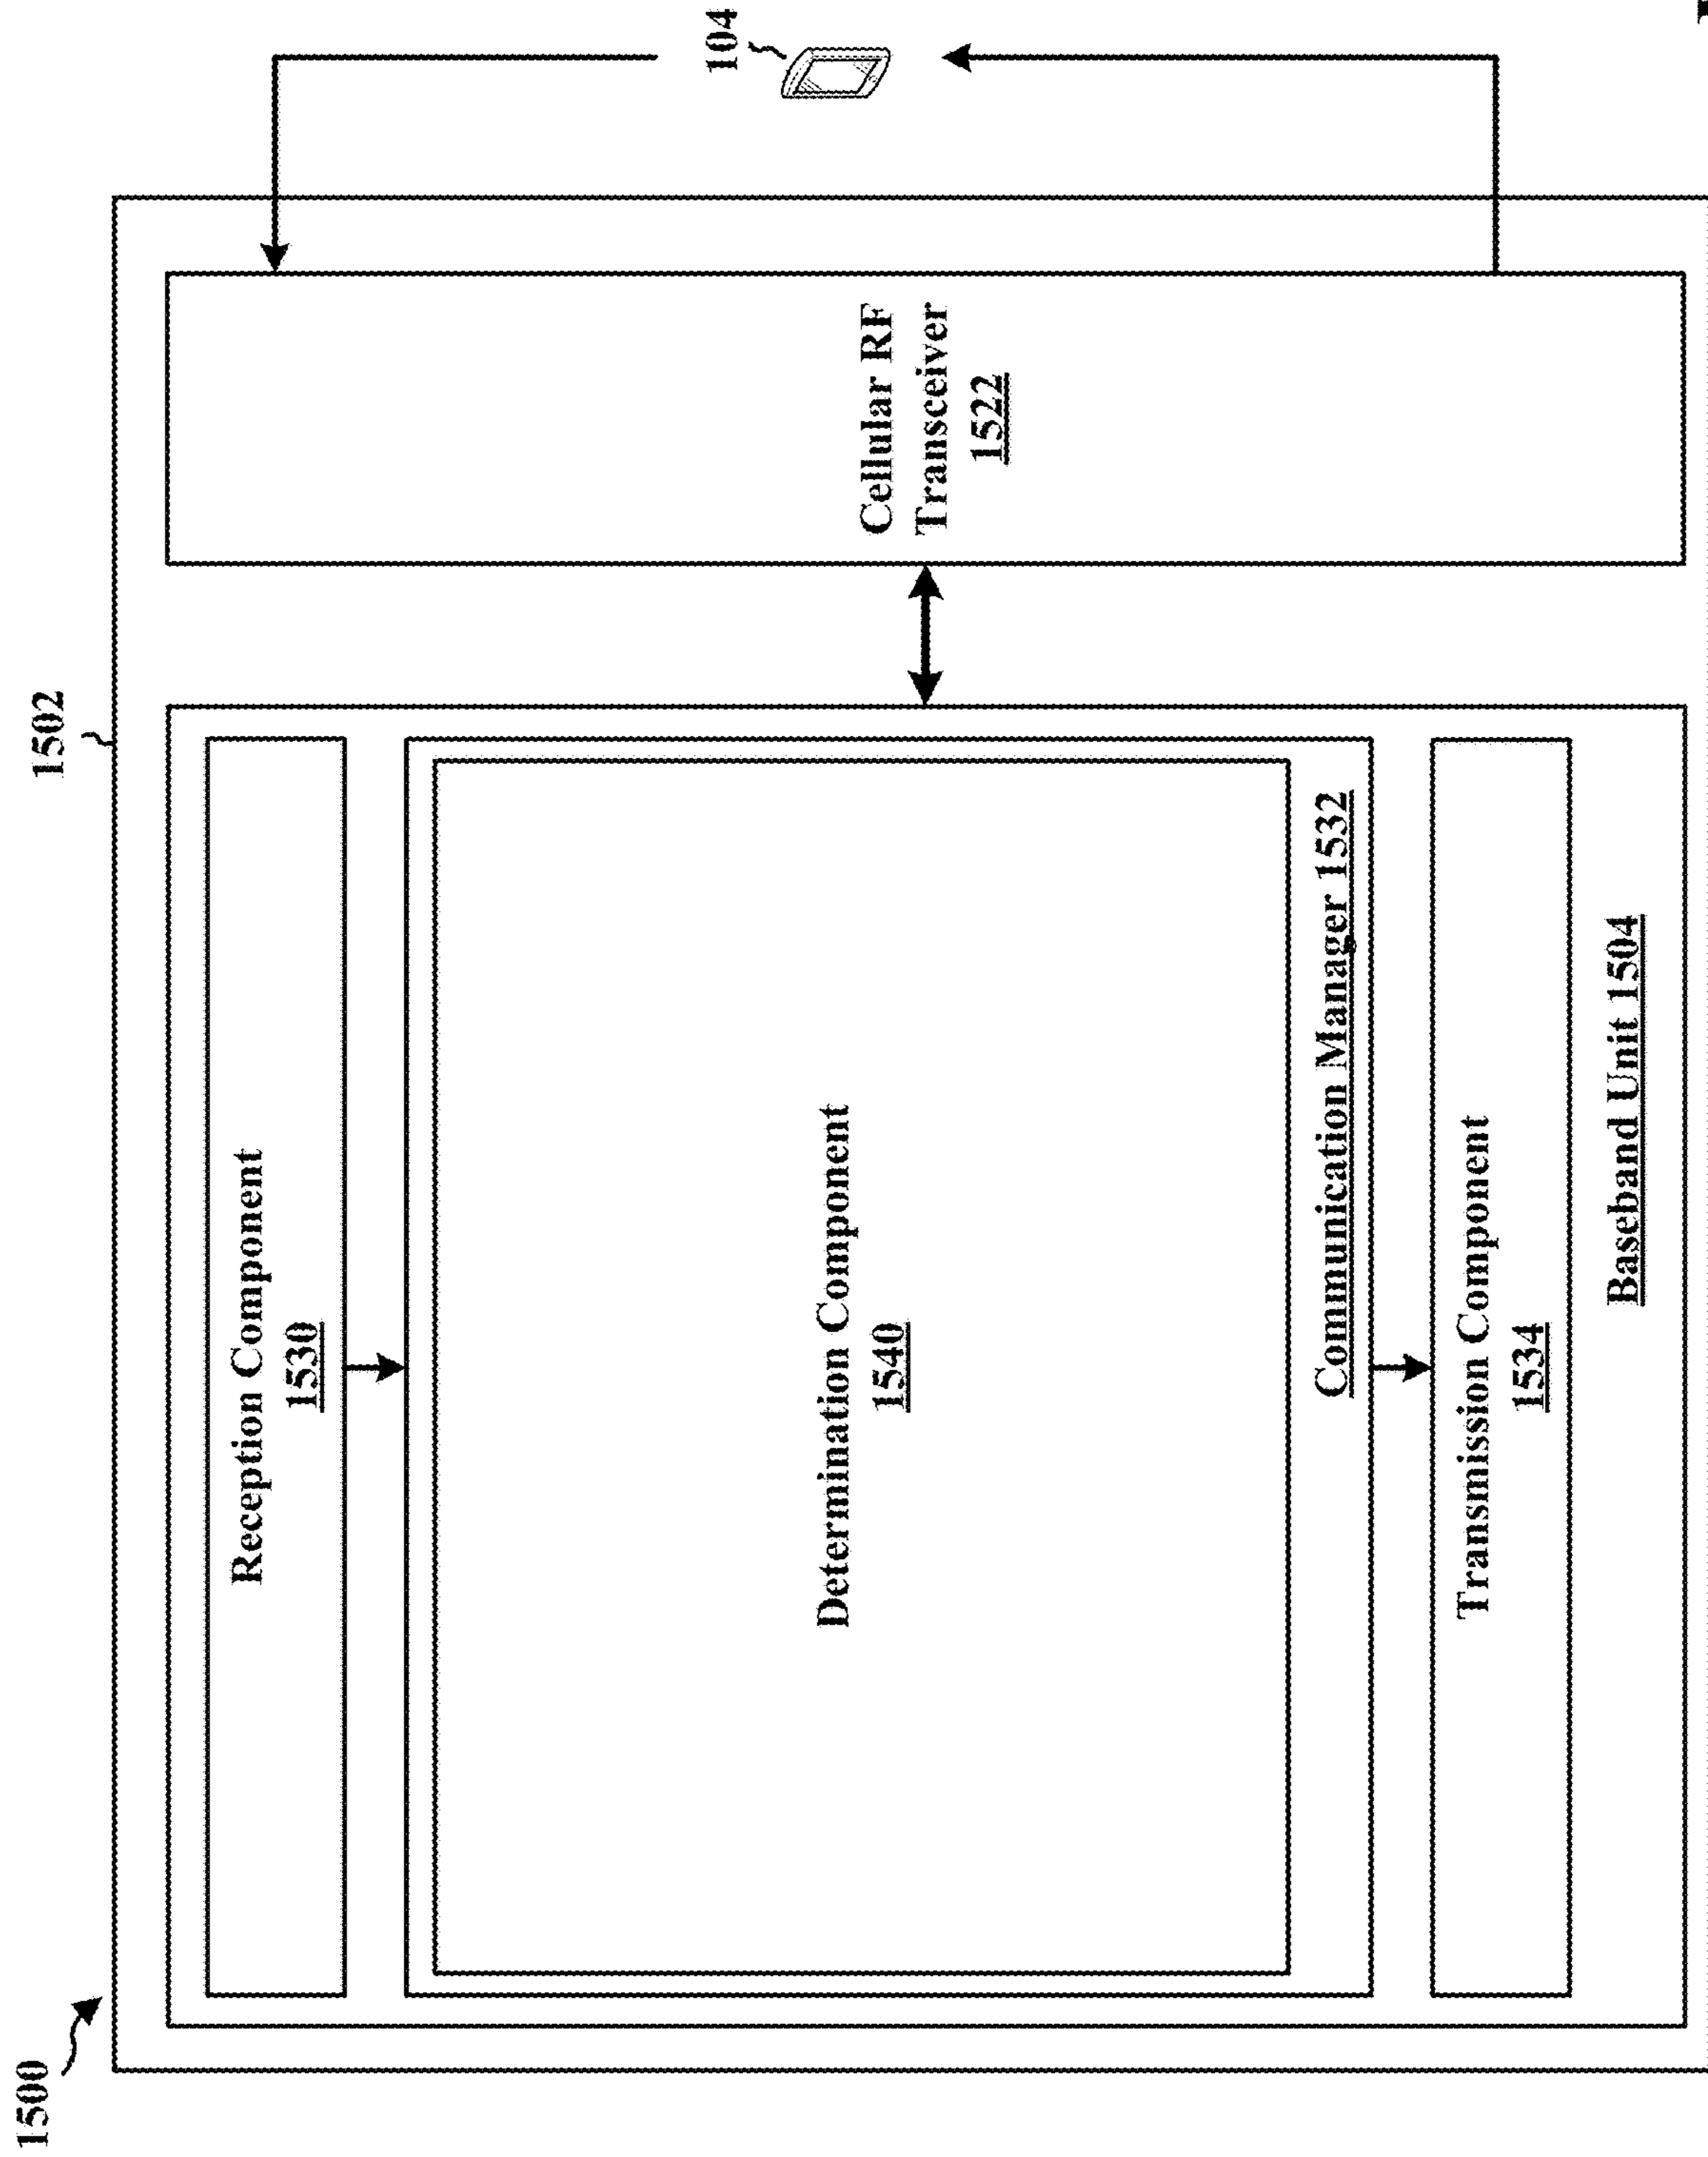 1500
1502
Reception Component
1530
Determination Component
1540
Communication Manager 1532
Transmission Component
1534
Baseband Unit 1504
Cellular RF
Transceiver
1522
104